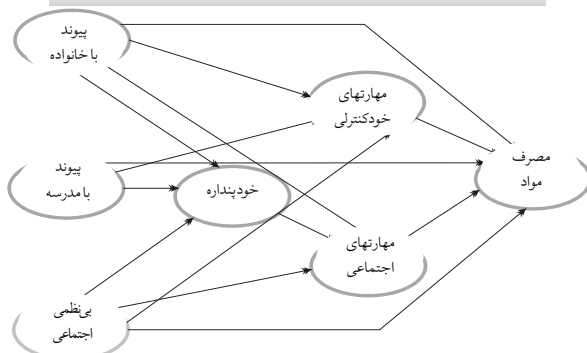 پیوند
با خانواده
مهارتهای
خودکنترلی
مصرف
مواد
پیوند
با مدرسه
خودپنداره
مهارتهای
اجتماعی
بی‌نظمی
اجتماعی